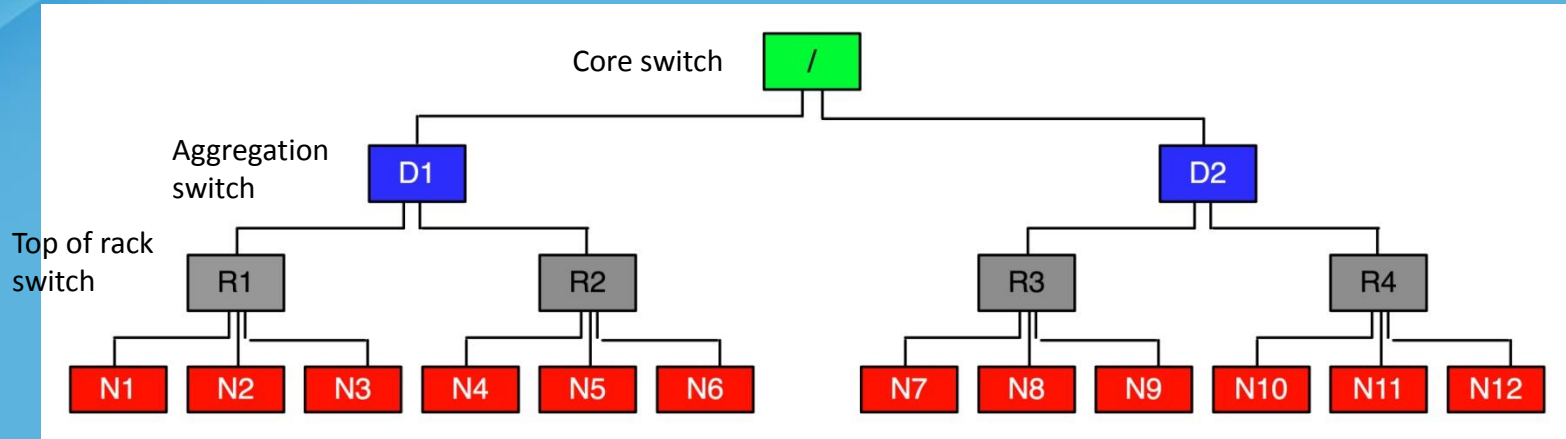 Core switch
/
Aggregation
switch
D1
D2
Top of rack
switch
R1
R2
R3
R4
N1
N2
N3
N4
N5
N6
N7
N8
N9
N10
N11
N12